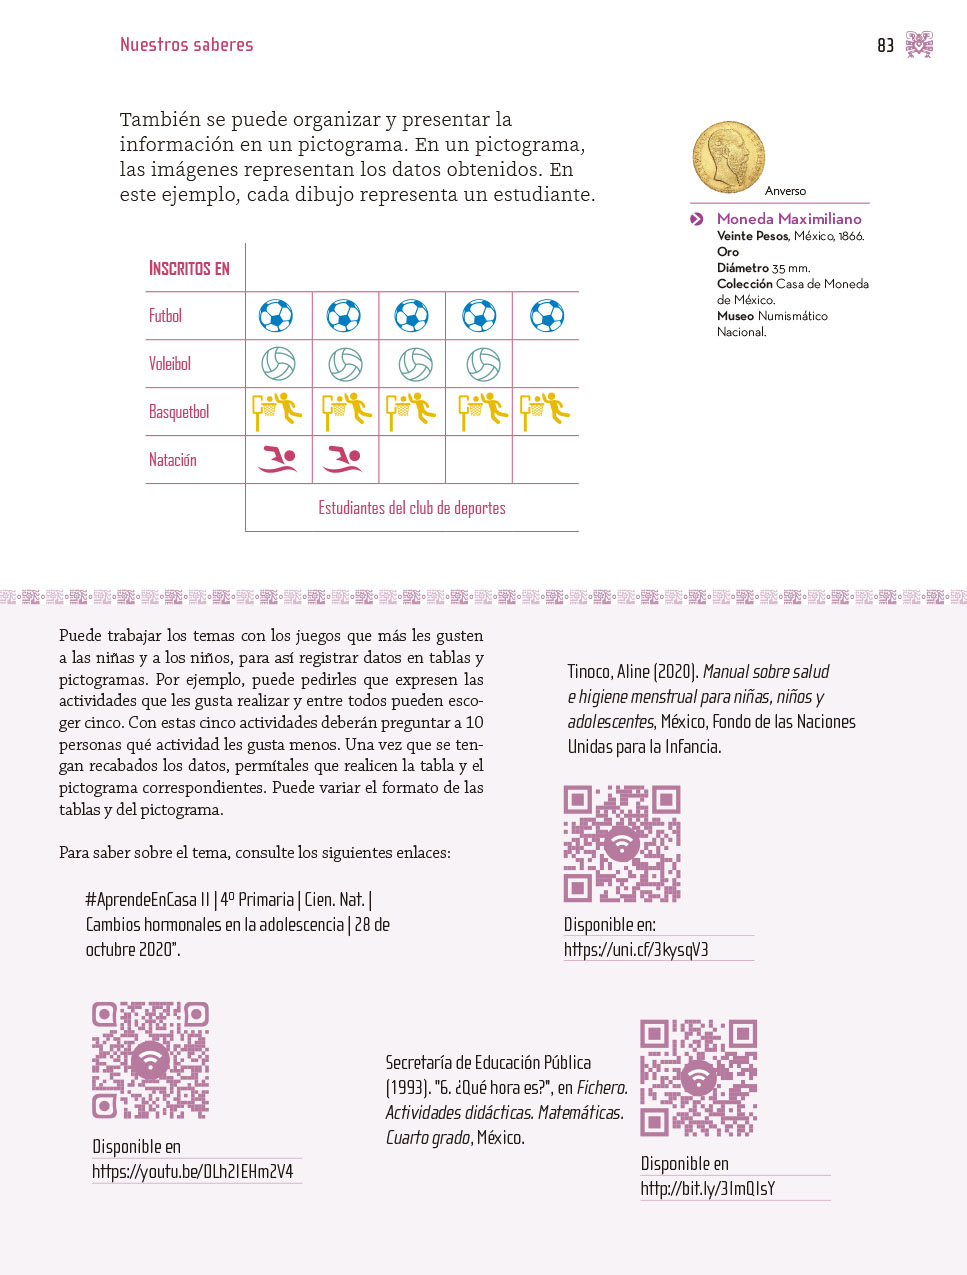 Nuestros saberes
83
También se puede organizar y presentar la
información en un pictograma. En un pictograma,
las imágenes representan los datos obtenidos. En
este ejemplo, cada dibujo representa un estudiante.
Anverso
Moneda Maximiliano
Veinte Pesos, México, 1866.
Oro
Diámetro 35 mm.
Colección Casa de Moneda
de México.
Museo Numismático
Nacional.
INSCRITOS EN
Futbol
Voleibol
Basquetbol
Natación
Estudiantes del club de deportes
Puede trabajar los temas con los juegos que más les gusten
a las niñas y a los niños, para así registrar datos en tablas y
pictogramas. Por ejemplo, puede pedirles que expresen las
actividades que les gusta realizar y entre todos pueden esco-
ger cinco. Con estas cinco actividades deberán preguntar a 10
personas qué actividad les gusta menos. Una vez que se ten-
gan recabados los datos, permítales que realicen la tabla y el
pictograma correspondientes. Puede variar el formato de las
tablas y del pictograma.
Para saber sobre el tema, consulte los siguientes enlaces:
#AprendeEnCasa II | 4º Primaria | Cien. Nat. |
Cambios hormonales en la adolescencia | 28 de
octubre 2020”.
Disponible en
https://youtu.be/DLh2IEHm2V4
Tinoco, Aline (2020). Manual sobre salud
e higiene menstrual para niñas, niños y
adolescentes, México, Fondo de las Naciones
Unidas para la Infancia.
Disponible en:
https://uni.cf/3kysqV3
Secretaría de Educación Pública
(1993). "6. ¿Qué hora es?", en Fichero.
Actividades didácticas. Matemáticas.
Cuarto grado, México.
Disponible en
http://bit.ly/3ImQIsY